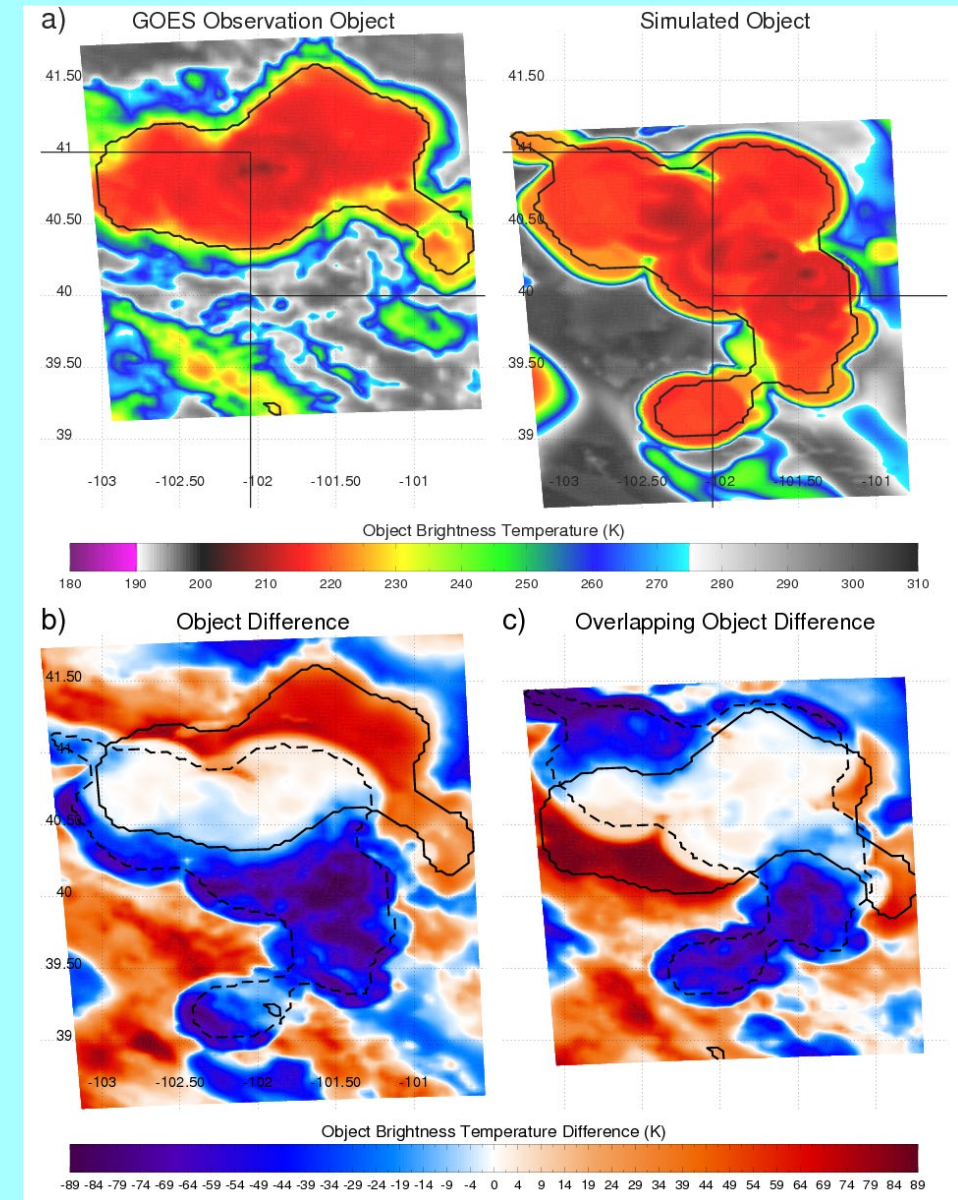 a) GOES Observation Object Simulated Object
41.50 41.50
41 41
40.50 40.50
40 40
39.50 39.50
39 39
-103 -102.50 -102 -101.50 -101 -103 -102.50 -102 -101.50 -101
Object Brightness Temperature (K)
180 190 200 210 220 230 240 250 260 270 280 290 300 310
b) Object Difference c) Overlapping Object Difference
41.50
41
40.50
40
39.50
39
-103 -102.50 -102 -101.50 -101
Object Brightness Temperature Difference (K)
-89 -84 -79 -74 -69 -64 -59 -54 -49 -44 -39 -34 -29 -24 -19 -14 -9 -4 0 4 9 14 19 24 29 34 39 44 49 54 59 64 69 74 79 84 89